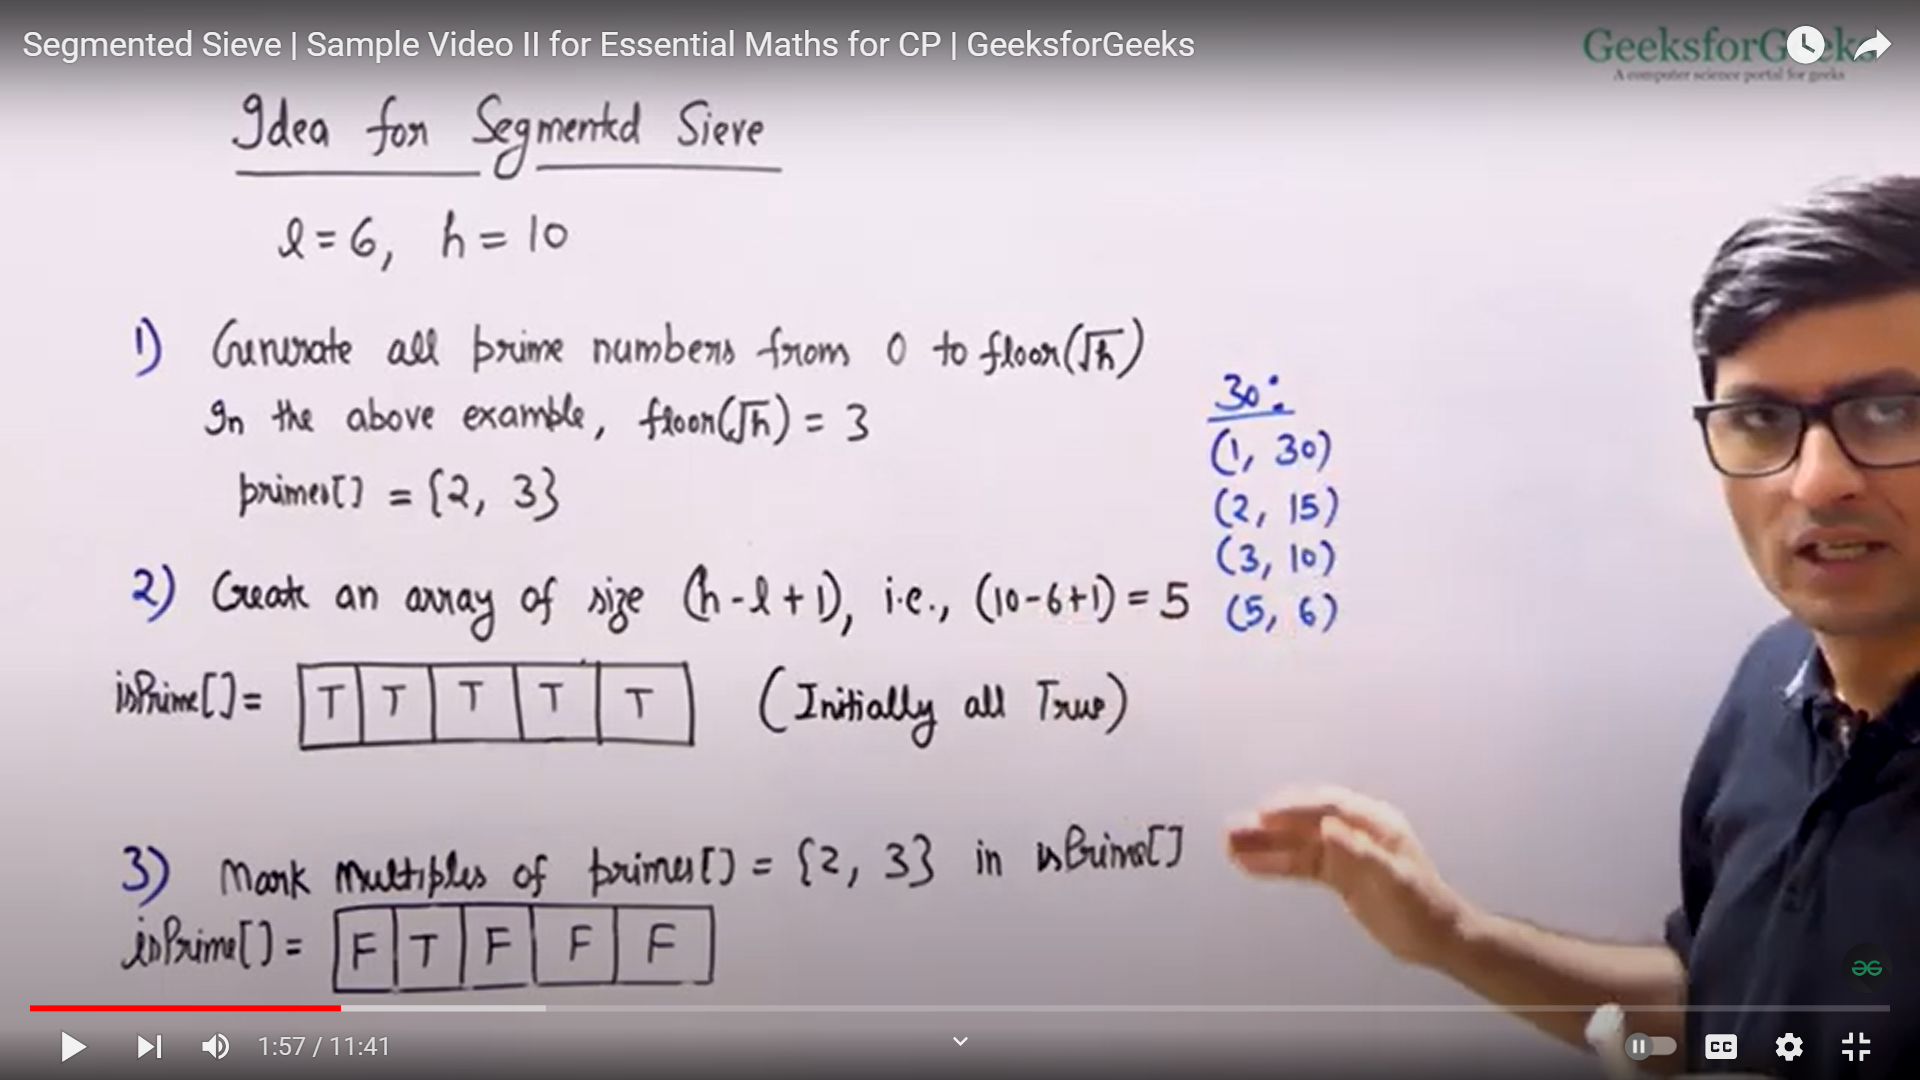 Segmented Sieve | Sample Video II for Essential Maths for CP | GeeksforGeeks
GeeksforGeeks
A computer science portal for geeks
Idea for Segmented Sieve
l = 6, h = 10
1) Generate all prime numbers from 0 to floor(√h)
In the above example, floor(√h) = 3
primes[] = {2, 3}
30:
(1, 30)
(2, 15)
(3, 10)
(5, 6)
2) Create an array of size (h - l + 1), i.e., (10-6+1) = 5
isPrime[] = T T T T T (Initially all True)
3) Mark Multiples of primes[] = {2, 3} in isPrime[]
isPrime[] = F T F F F
1:57 / 11:41
CC